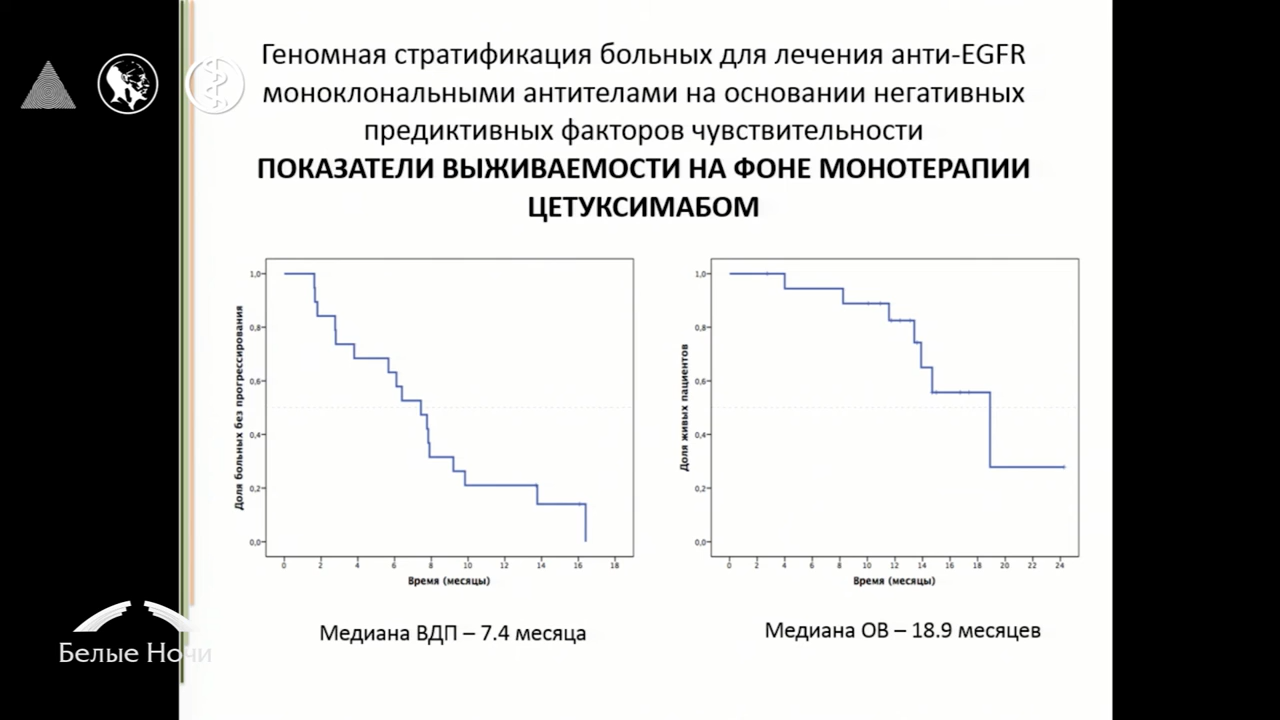 Геномная стратификация больных для лечения анти-EGFR
моноклональными антителами на основании негативных
предиктивных факторов чувствительности
ПОКАЗАТЕЛИ ВЫЖИВАЕМОСТИ НА ФОНЕ МОНОТЕРАПИИ
ЦЕТУКСИМАБОМ
Доля больных без прогрессирования
1,0
0,8
0,6
0,4
0,2
0,0
0 2 4 6 8 10 12 14 16 18
Время (месяцы)
Доля живых пациентов
1,0
0,8
0,6
0,4
0,2
0,0
0 2 4 6 8 10 12 14 16 18 20 22 24
Время (месяцы)
Медиана ВДП – 7.4 месяца
Медиана ОВ – 18.9 месяцев
Белые Ночи